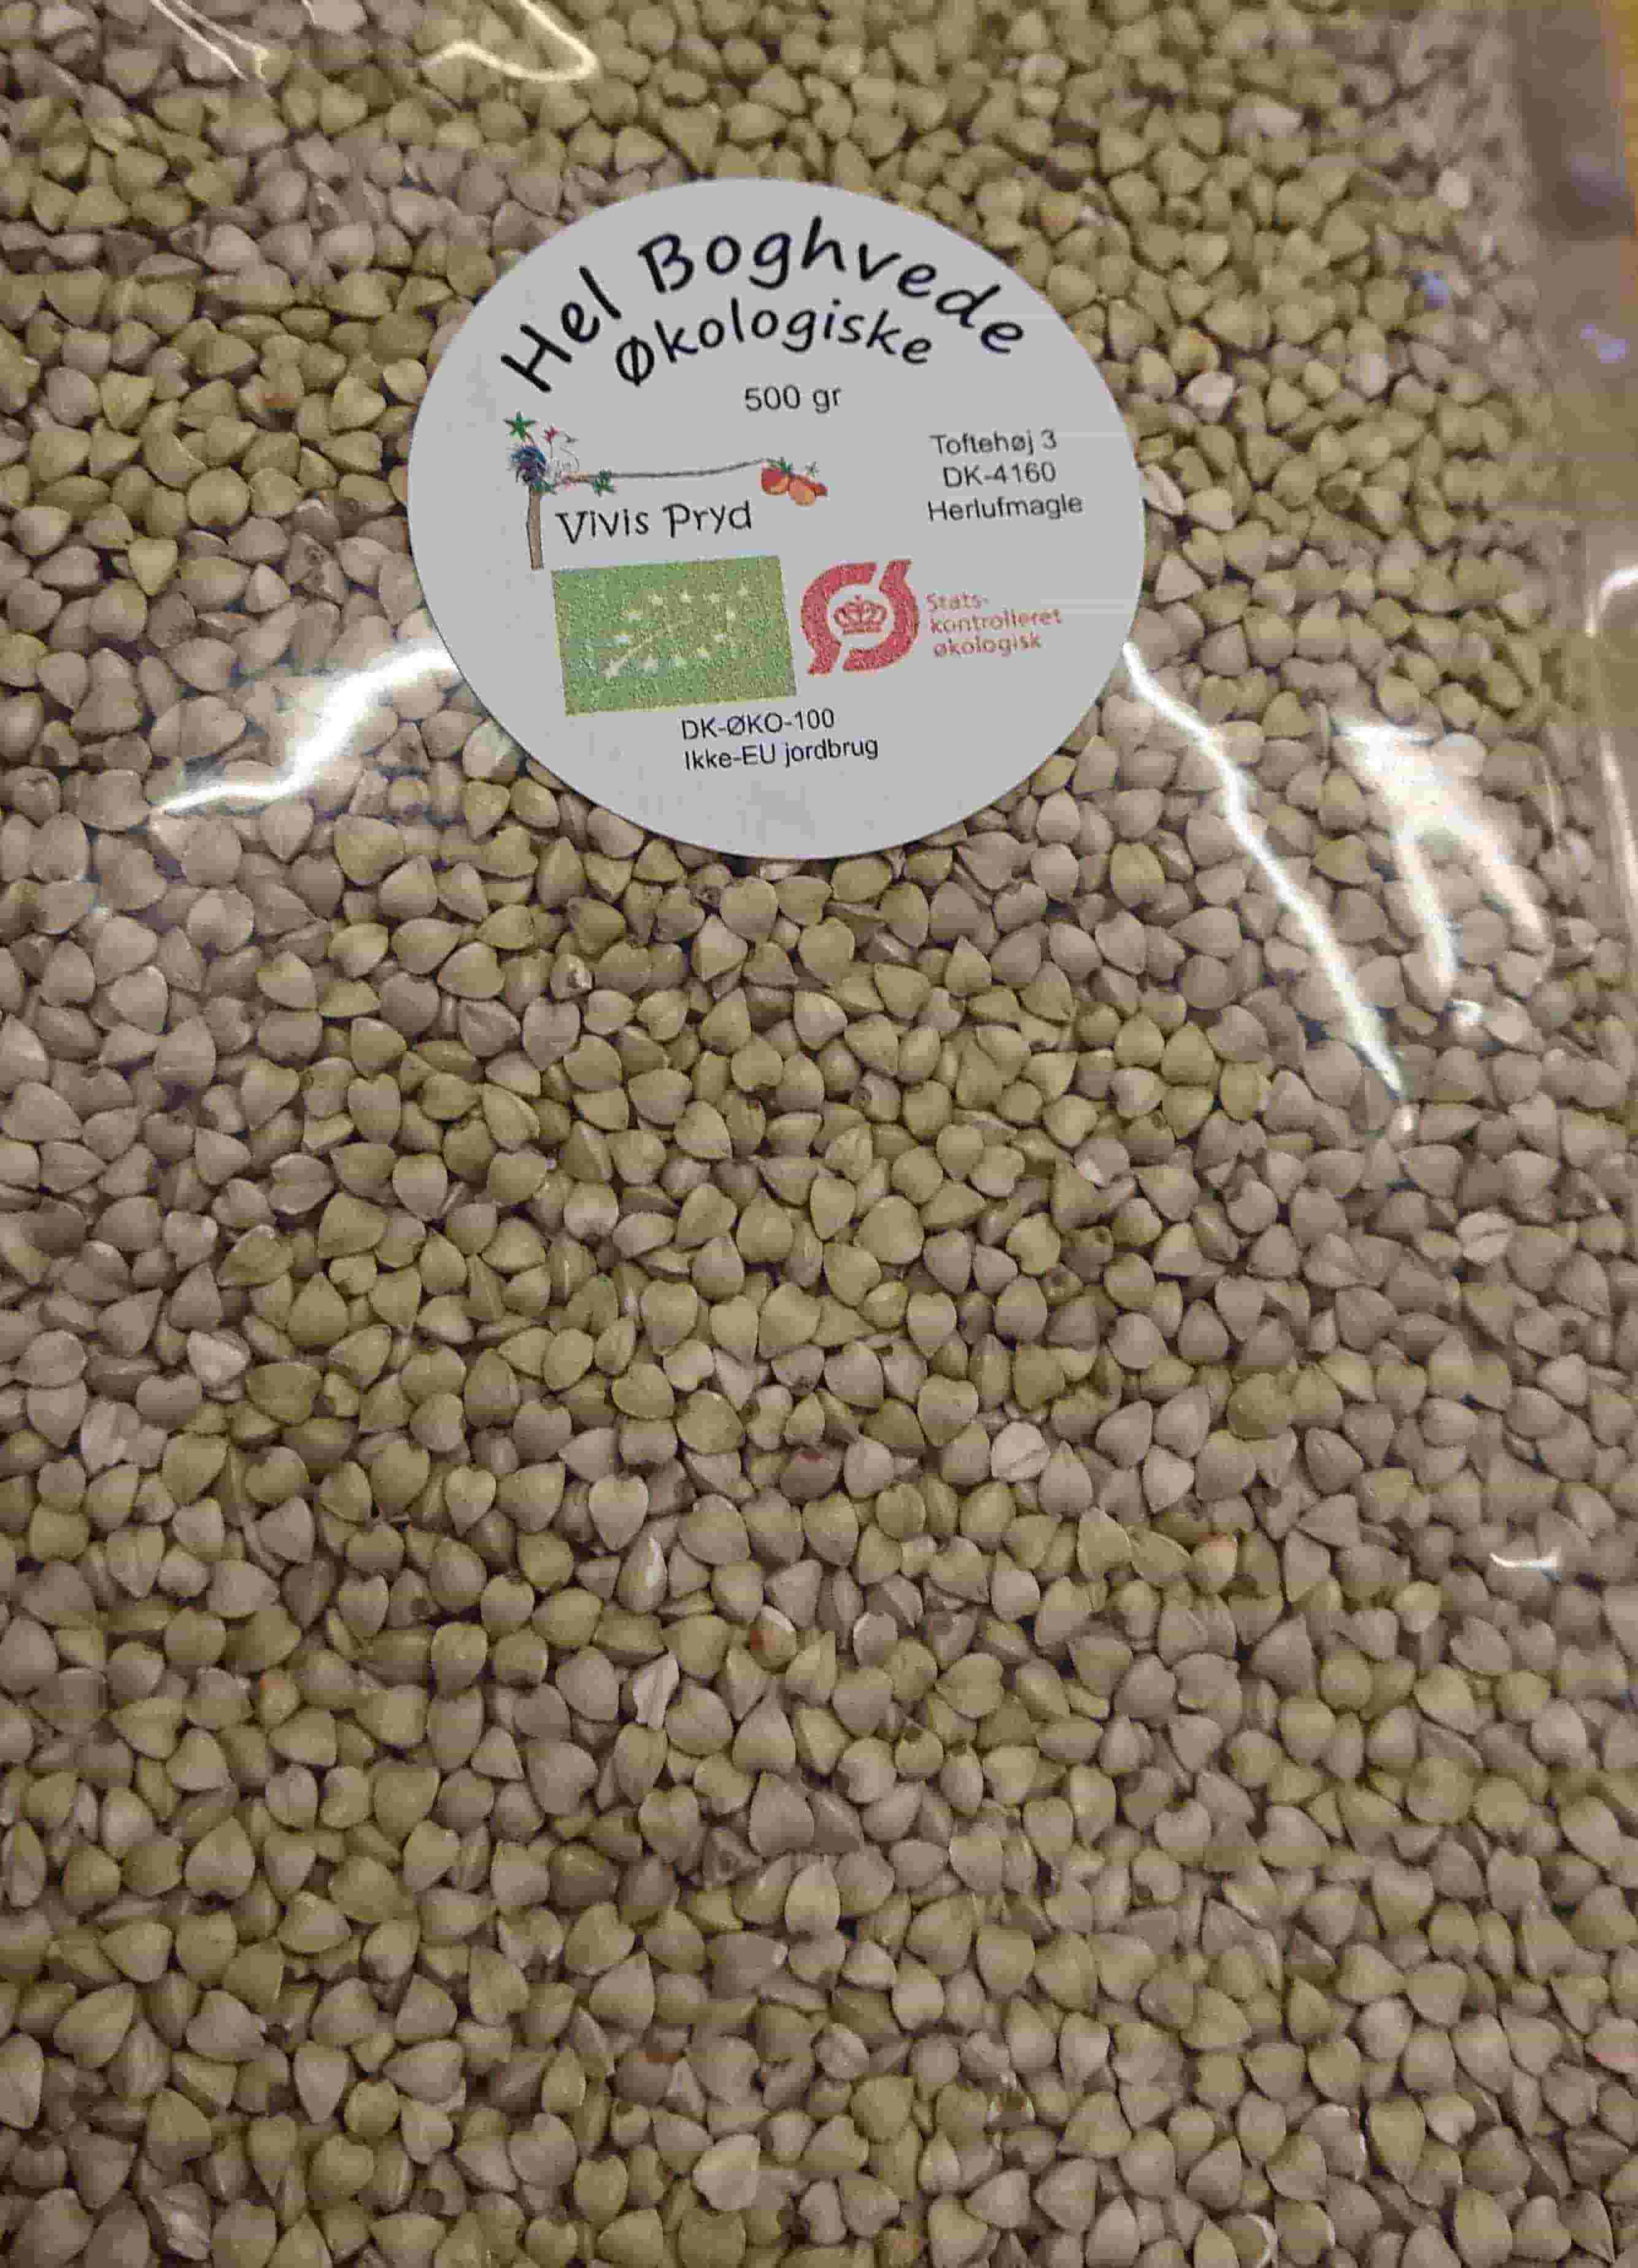 Hel Boghvede
Økologiske
500 gr
Toftehøj 3
DK-4160
Herlufmagle
Vivis Pryd
Stats-
kontrolleret
økologisk
DK-ØKO-100
Ikke-EU jordbrug